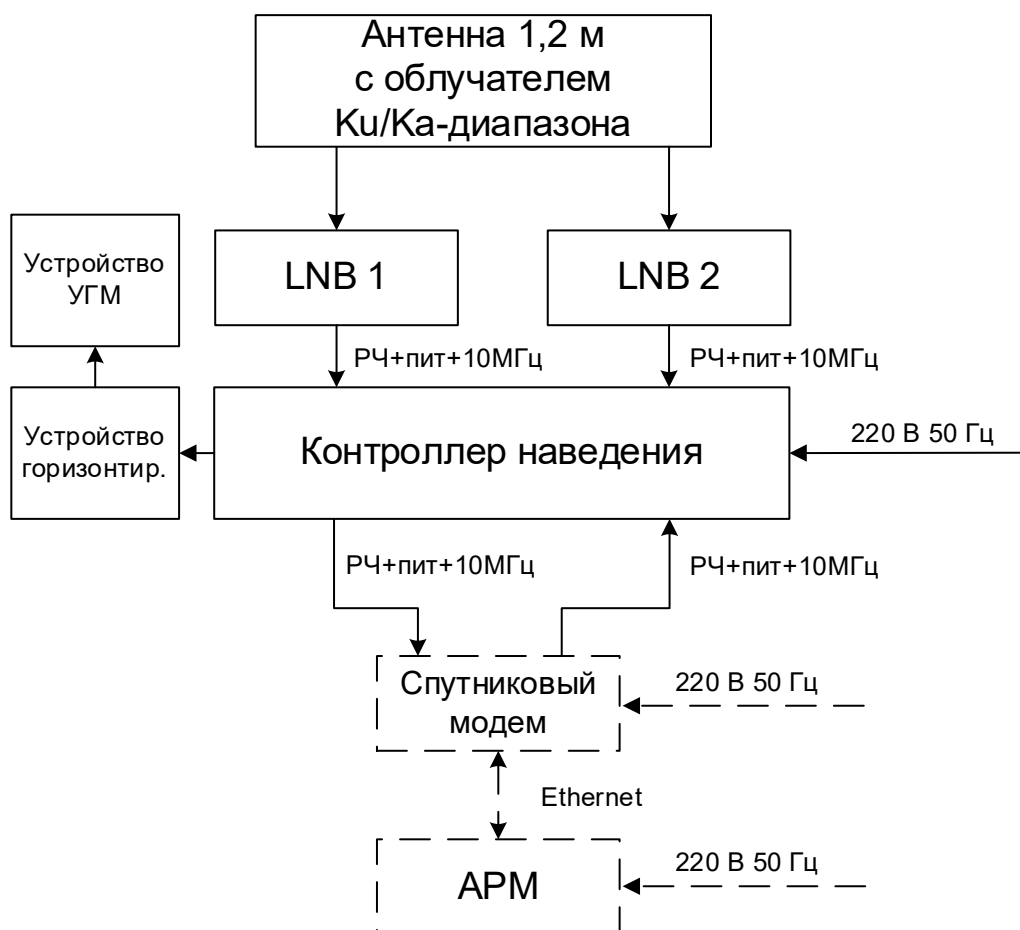 Антенна 1,2 м
с облучателем
Ku/Ka-диапазона
Устройство
УГМ
LNB 1
LNB 2
РЧ+пит+10МГц
РЧ+пит+10МГц
Устройство
горизонтир.
Контроллер наведения
220 В 50 Гц
РЧ+пит+10МГц
РЧ+пит+10МГц
Спутниковый
модем
220 В 50 Гц
Ethernet
АРМ
220 В 50 Гц